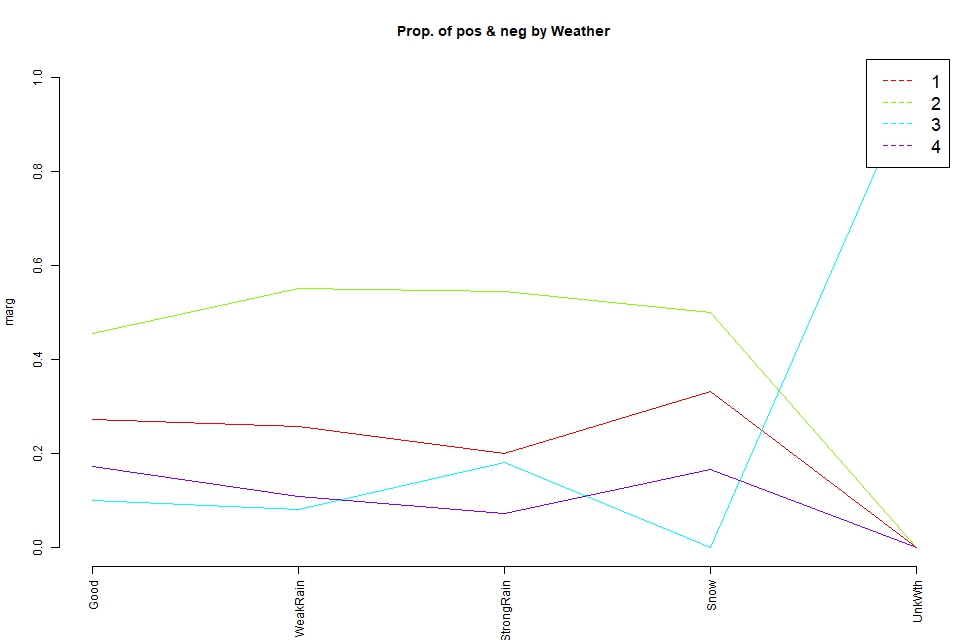 Prop. of pos & neg by Weather
1
2
3
4
marg
1.0
0.8
0.6
0.4
0.2
0.0
Good
WeakRain
StrongRain
Snow
UnkWth